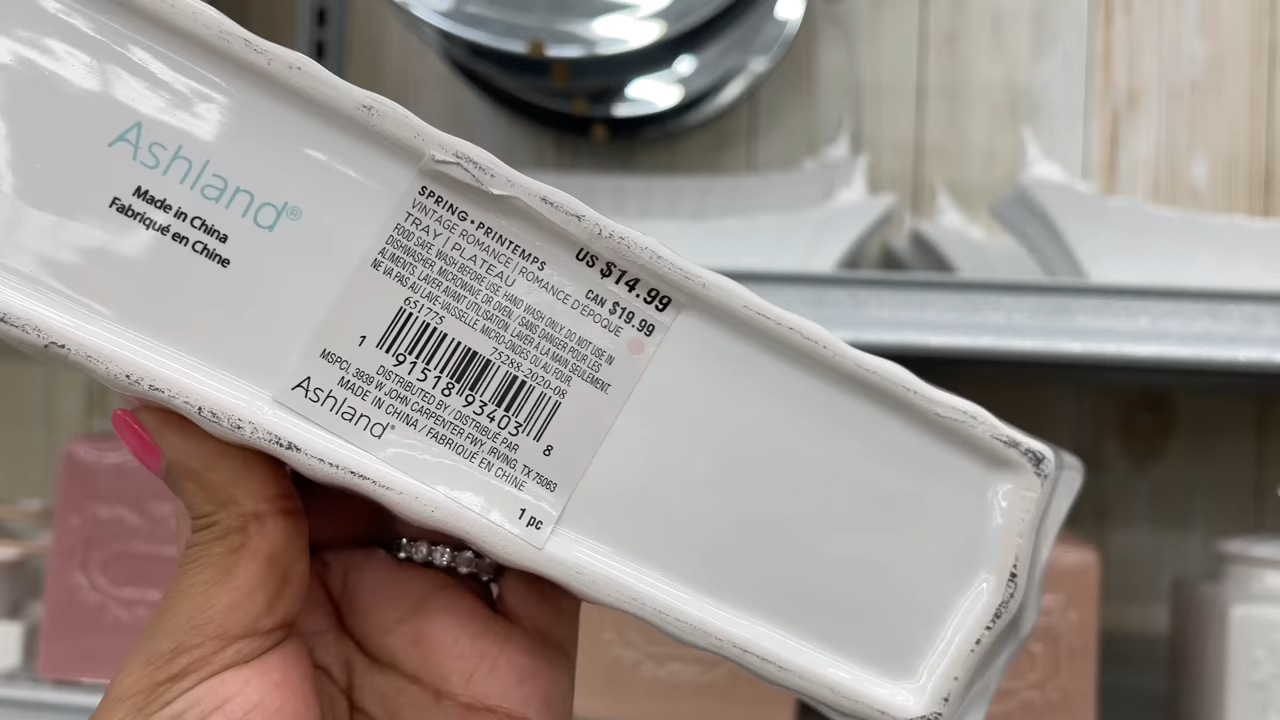 Ashland®
Made in China
Fabriqué en Chine
SPRING • PRINTEMPS
VINTAGE ROMANCE | ROMANCE D'ÉPOQUE
TRAY | PLATEAU
US $14.99
CAN $19.99
FOOD SAFE. WASH BEFORE USE. HAND WASH ONLY. DO NOT USE IN
DISHWASHER, MICROWAVE OR OVEN. / SANS DANGER POUR LES
ALIMENTS. LAVER AVANT UTILISATION. LAVER À LA MAIN SEULEMENT.
NE VA PAS AU LAVE-VAISSELLE, MICRO-ONDES OU AU FOUR.
65177S 75288-2020-08
1 91518 93403 8
DISTRIBUTED BY / DISTRIBUÉ PAR
MSPCI, 3939 W JOHN CARPENTER FWY, IRVING, TX 75063
MADE IN CHINA / FABRIQUÉ EN CHINE
Ashland®
1 pc